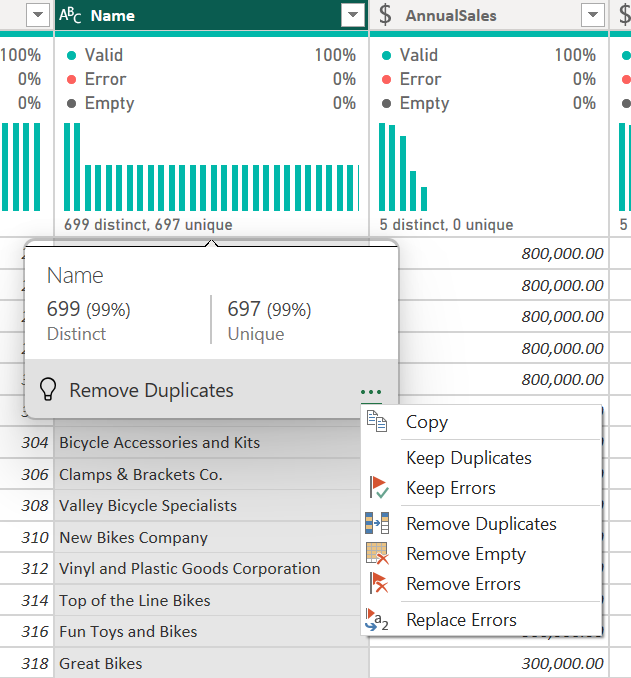 ABC Name
$ AnnualSales
$
100%
0%
0%
Valid 100%
Error 0%
Empty 0%
Valid 100%
Error 0%
Empty 0%
699 distinct, 697 unique
5 distinct, 0 unique
5
800,000.00
800,000.00
800,000.00
800,000.00
800,000.00
Name
699 (99%)
Distinct
697 (99%)
Unique
Remove Duplicates
Copy
Keep Duplicates
Keep Errors
Remove Duplicates
Remove Empty
Remove Errors
Replace Errors
304 Bicycle Accessories and Kits
306 Clamps & Brackets Co.
308 Valley Bicycle Specialists
310 New Bikes Company
312 Vinyl and Plastic Goods Corporation
314 Top of the Line Bikes
316 Fun Toys and Bikes
318 Great Bikes 300,000.00